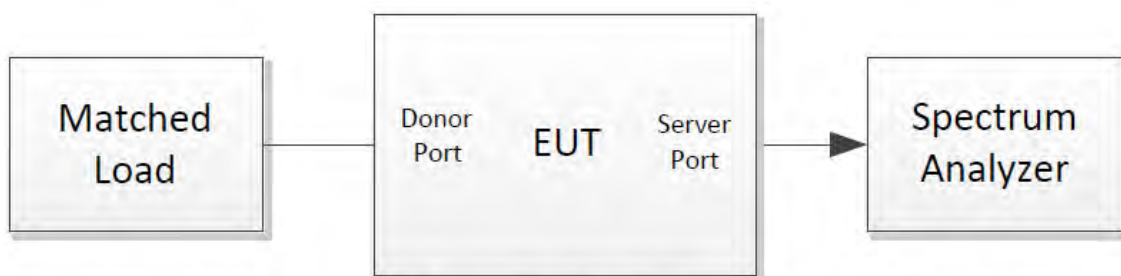 Matched
Load
Donor
Port
EUT
Server
Port
Spectrum
Analyzer